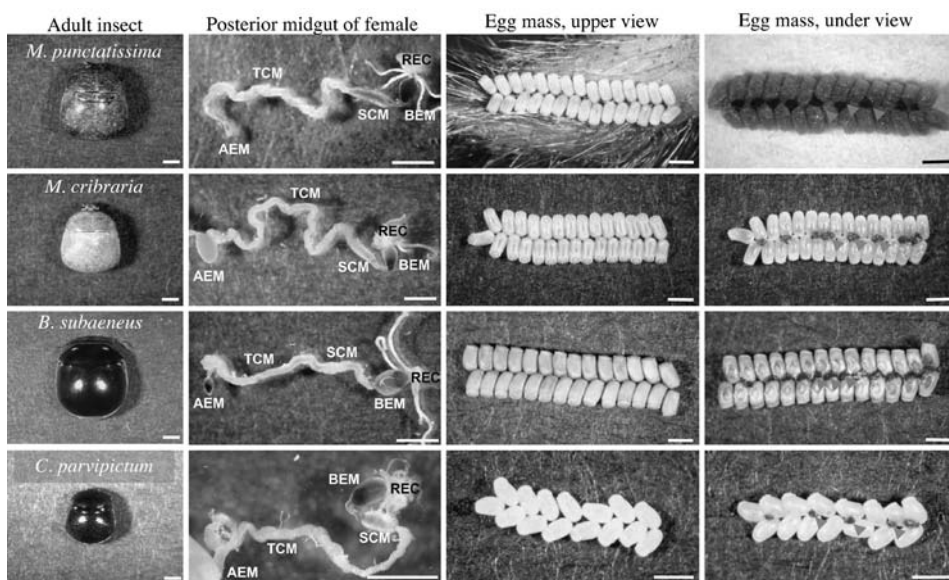 Adult insect
Posterior midgut of female
Egg mass, upper view
Egg mass, under view
M. punctatissima
TCM
REC
SCM
BEM
AEM
M. cribraria
TCM
REC
AEM
SCM
BEM
B. subaeneus
TCM
SCM
REC
AEM
BEM
C. parvipictum
BEM
REC
SCM
TCM
AEM